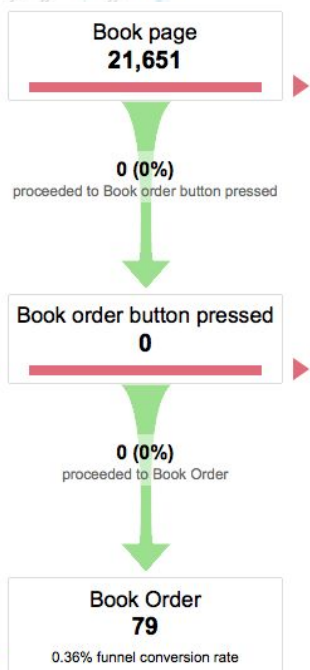 Book page
21,651
0 (0%)
proceeded to Book order button pressed
Book order button pressed
0
0 (0%)
proceeded to Book Order
Book Order
79
0.36% funnel conversion rate